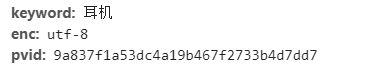 keyword: 耳机
enc: utf-8
pvid: 9a837f1a53dc4a19b467f2733b4d7dd7